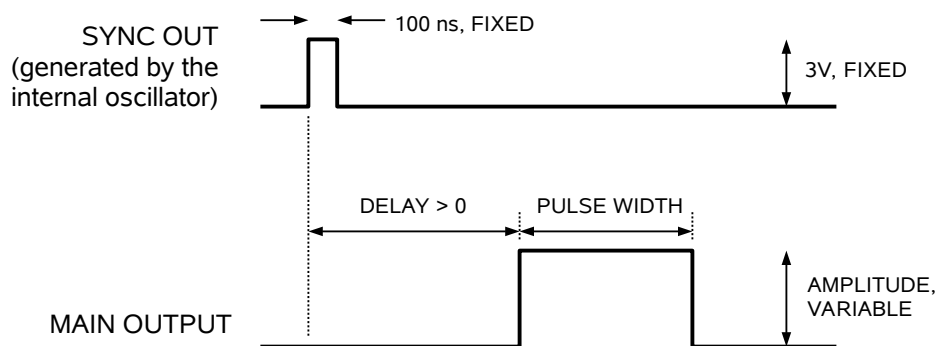 100 ns, FIXED
SYNC OUT
(generated by the
internal oscillator)
3V, FIXED
DELAY > 0
PULSE WIDTH
AMPLITUDE,
VARIABLE
MAIN OUTPUT